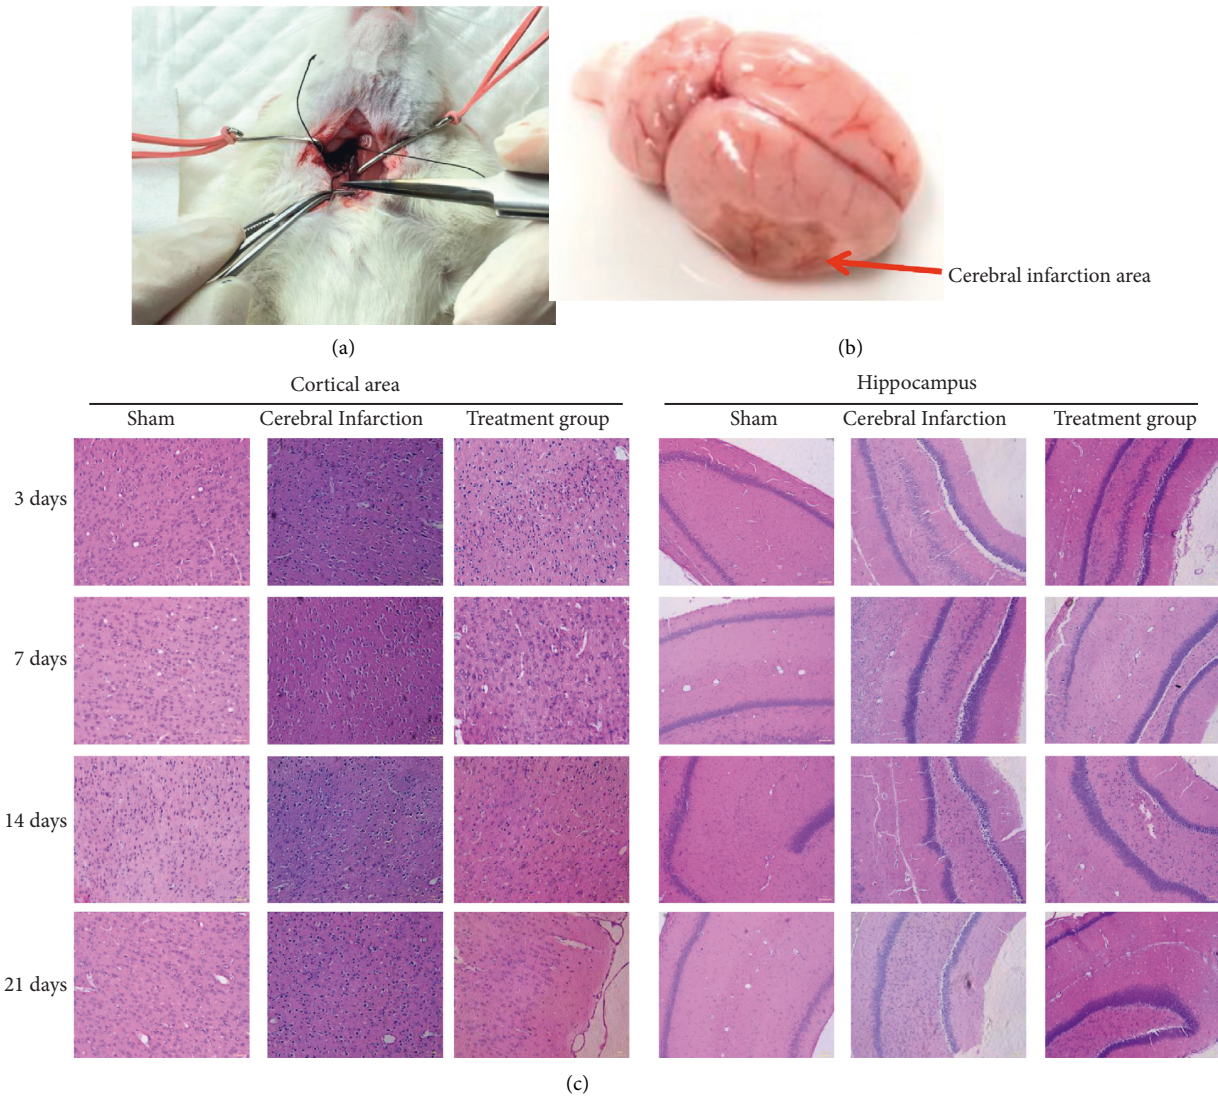 Cerebral infarction area
(a)
(b)
Cortical area
Hippocampus
Sham
Cerebral Infarction
Treatment group
Sham
Cerebral Infarction
Treatment group
3 days
7 days
14 days
21 days
(c)